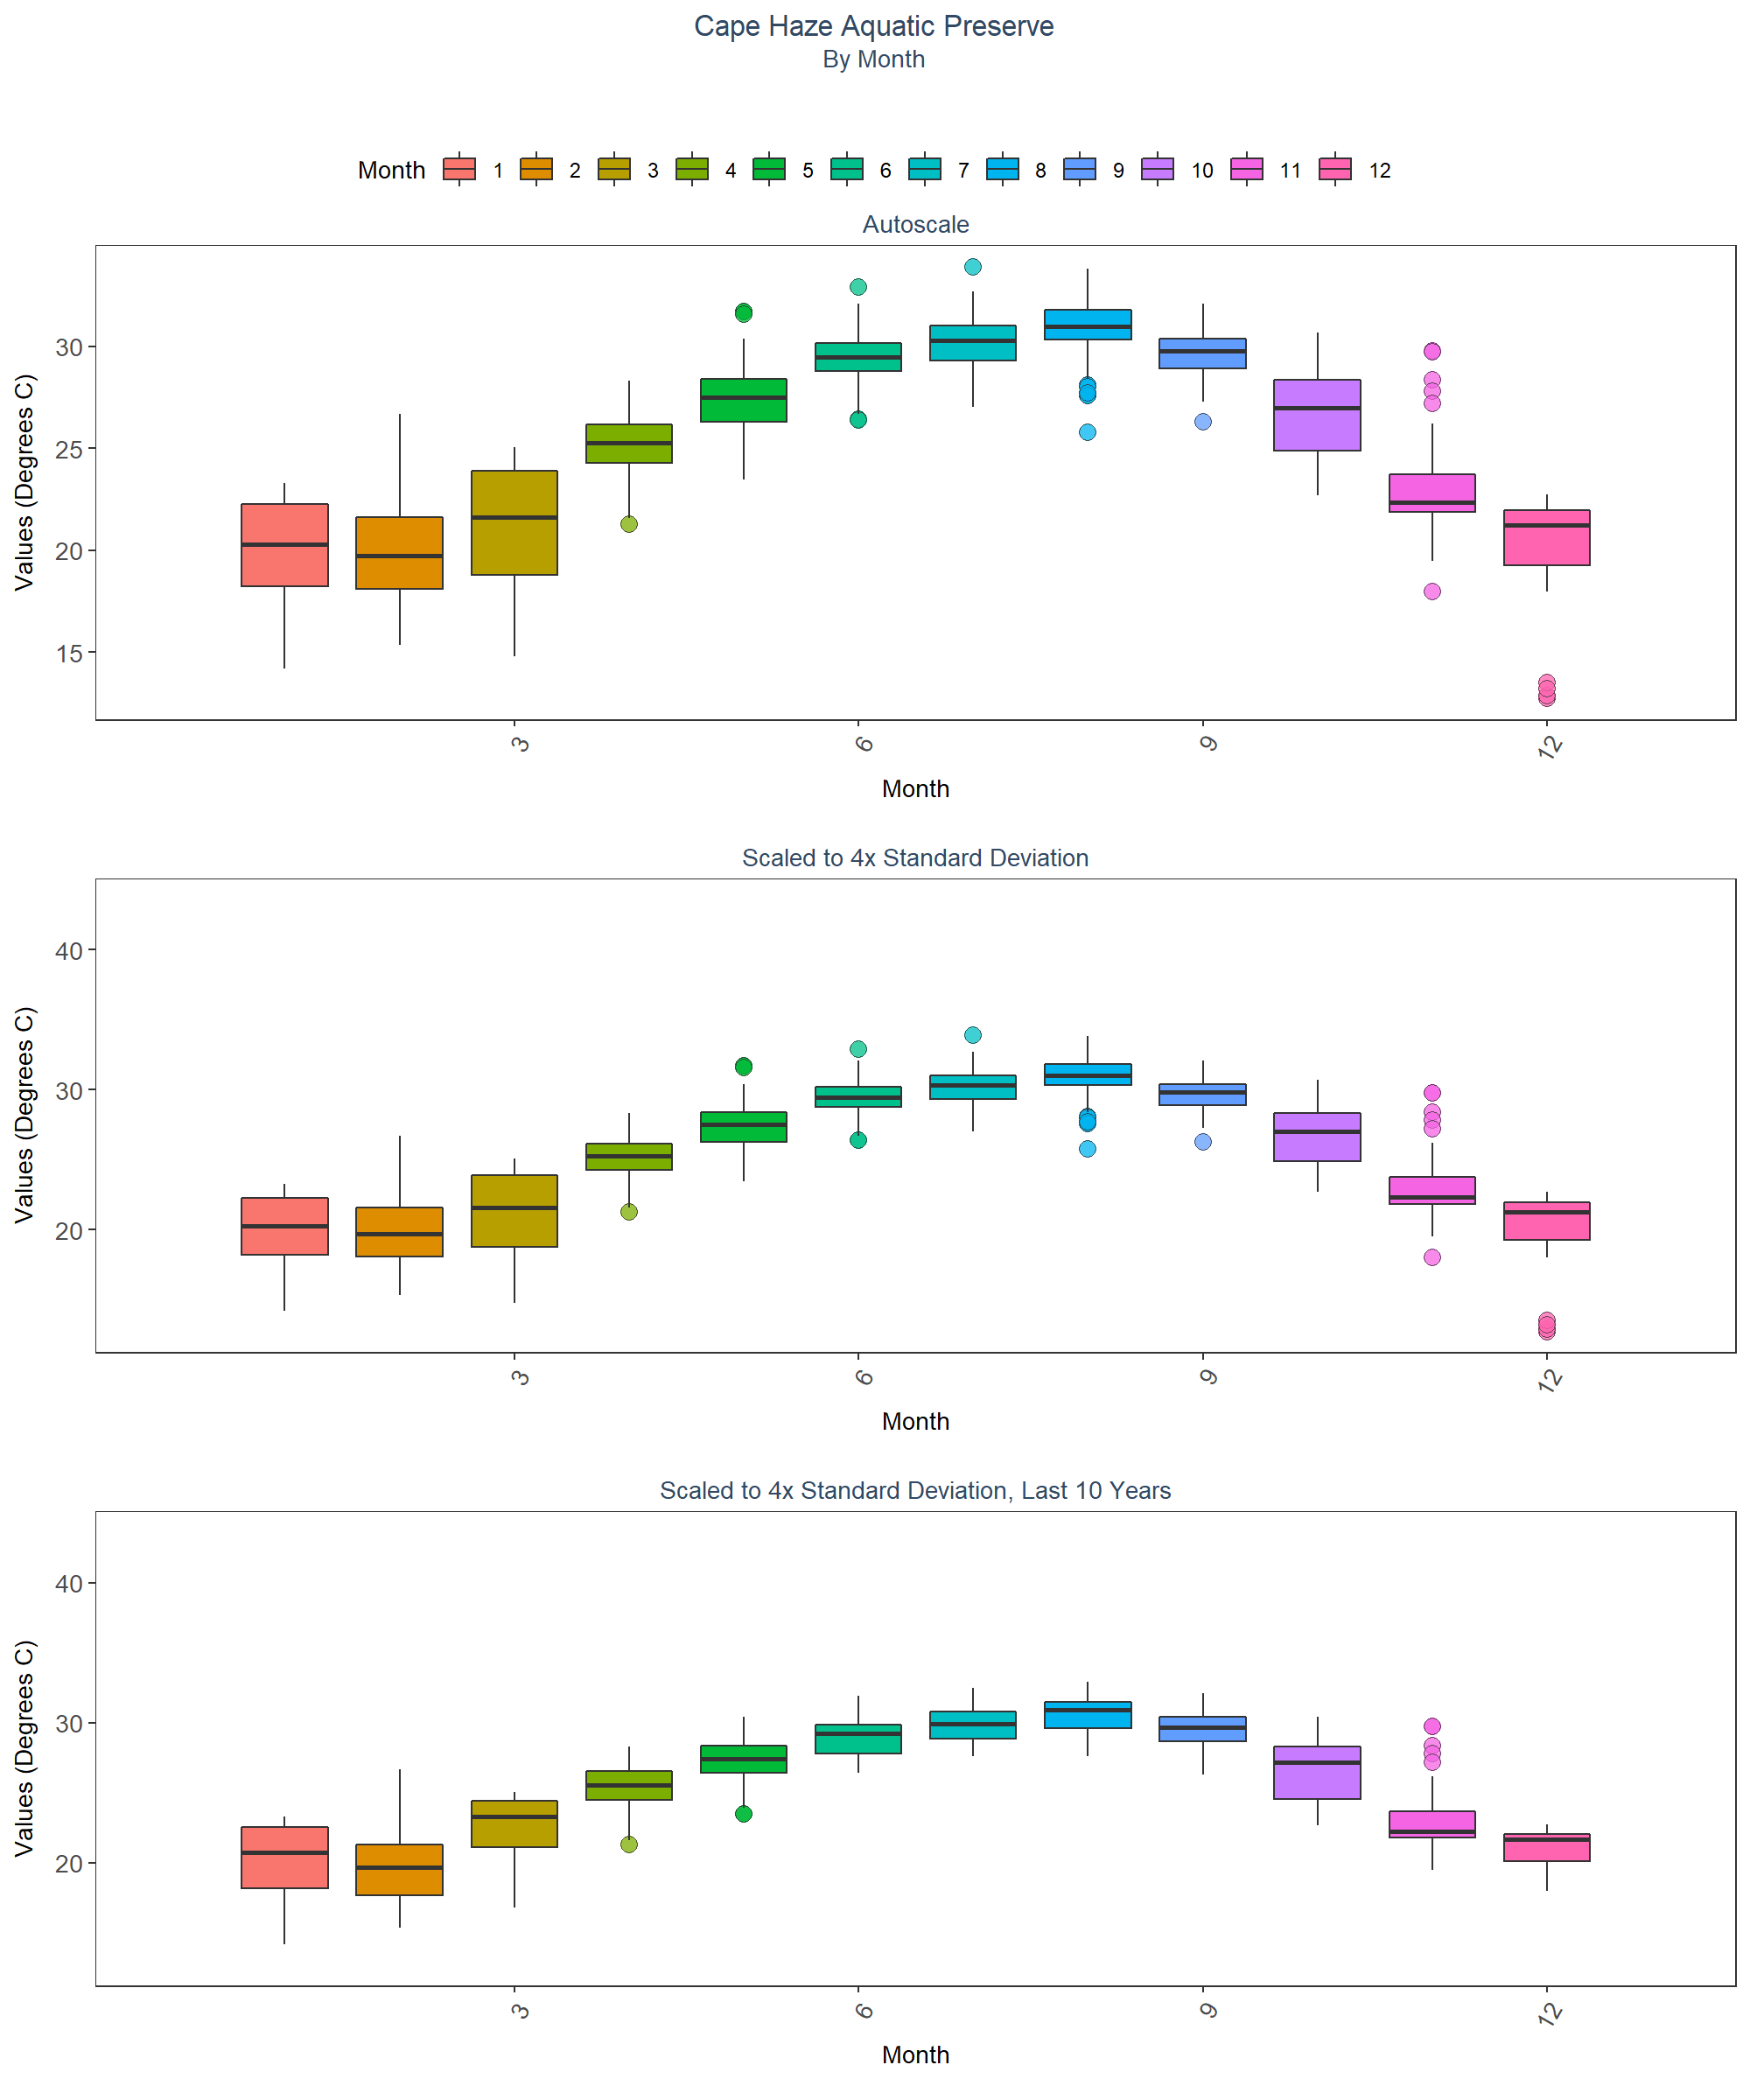 Cape Haze Aquatic Preserve
By Month
Month 1 2 3 4 5 6 7 8 9 10 11 12
Autoscale
Values (Degrees C)
30
25
20
15
3 6 9 12
Month
Scaled to 4x Standard Deviation
Values (Degrees C)
40
30
20
3 6 9 12
Month
Scaled to 4x Standard Deviation, Last 10 Years
Values (Degrees C)
40
30
20
3 6 9 12
Month